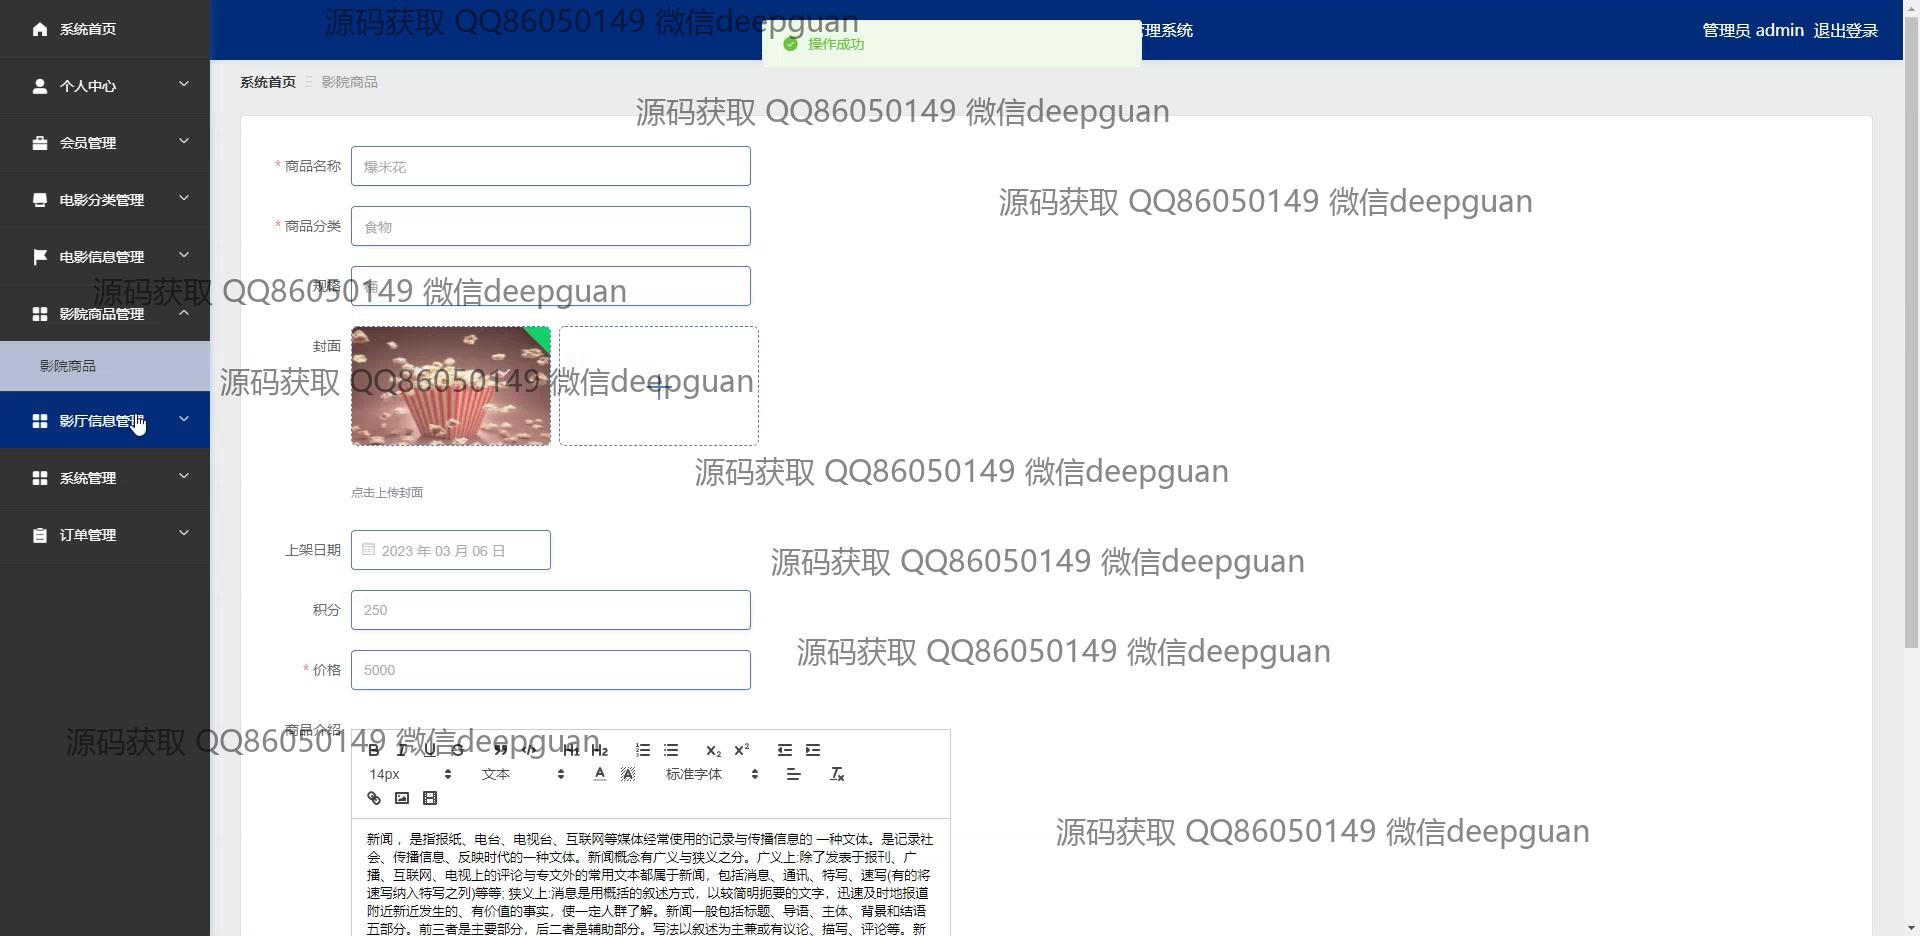 系统首页
个人中心
会员管理
电影分类管理
电影信息管理
影院商品管理
影院商品
影厅信息管理
系统管理
订单管理
源码获取 QQ86050149 微信deepguan
操作成功
管理系统
管理员 admin 退出登录
系统首页 影院商品
源码获取 QQ86050149 微信deepguan
* 商品名称 爆米花
源码获取 QQ86050149 微信deepguan
* 商品分类 食物
规格 桶
源码获取 QQ86050149 微信deepguan
封面
源码获取 QQ86050149 微信deepguan
源码获取 QQ86050149 微信deepguan
点击上传封面
上架日期 2023 年 03 月 06 日
源码获取 QQ86050149 微信deepguan
积分 250
源码获取 QQ86050149 微信deepguan
* 价格 5000
商品介绍
源码获取 QQ86050149 微信deepguan
14px 文本 标准字体
源码获取 QQ86050149 微信deepguan
新闻 ，是指报纸、电台、电视台、互联网等媒体经常使用的记录与传播信息的 一种文体。是记录社
会、传播信息、反映时代的一种文体。新闻概念有广义与狭义之分。广义上:除了发表于报刊、广
播、互联网、电视上的评论与专文外的常用文本都属于新闻，包括消息、通讯、特写、速写(有的将
速写纳入特写之列)等等; 狭义上:消息是用概括的叙述方式，以较简明扼要的文字，迅速及时地报道
附近新近发生的、有价值的事实，使一定人群了解。新闻一般包括标题、导语、主体、背景和结语
五部分。前三者是主要部分，后二者是辅助部分。写法以叙述为主兼或有议论、描写、评论等。新